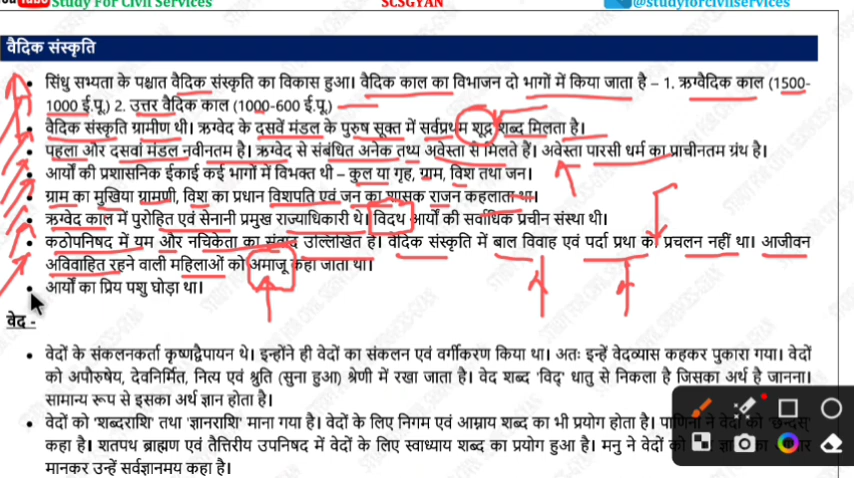 YouTube Study For Civil Services SCSGYAN @studyforcivilservices
वैदिक संस्कृति
• सिंधु सभ्यता के पश्चात वैदिक संस्कृति का विकास हुआ। वैदिक काल का विभाजन दो भागों में किया जाता है – 1. ऋग्वैदिक काल (1500-
1000 ई.पू.) 2. उत्तर वैदिक काल (1000-600 ई.पू.)
• वैदिक संस्कृति ग्रामीण थी। ऋग्वेद के दसवें मंडल के पुरुष सूक्त में सर्वप्रथम शूद्र शब्द मिलता है।
• पहला और दसवां मंडल नवीनतम है। ऋग्वेद से संबंधित अनेक तथ्य अवेस्ता से मिलते हैं। अवेस्ता पारसी धर्म का प्राचीनतम ग्रंथ है।
• आर्यों की प्रशासनिक ईकाई कई भागों में विभक्त थी – कुल या गृह, ग्राम, विश तथा जन।
• ग्राम का मुखिया ग्रामणी, विश का प्रधान विशपति एवं जन का शासक राजन कहलाता था।
• ऋग्वेद काल में पुरोहित एवं सेनानी प्रमुख राज्याधिकारी थे। विदथ आर्यों की सर्वाधिक प्रचीन संस्था थी।
• कठोपनिषद में यम और नचिकेता का संवाद उल्लिखित है। वैदिक संस्कृति में बाल विवाह एवं पर्दा प्रथा का प्रचलन नहीं था। आजीवन
अविवाहित रहने वाली महिलाओं को अमाजू कहा जाता था।
• आर्यों का प्रिय पशु घोड़ा था।
वेद -
• वेदों के संकलनकर्ता कृष्णद्वैपायन थे। इन्होंने ही वेदों का संकलन एवं वर्गीकरण किया था। अतः इन्हें वेदव्यास कहकर पुकारा गया। वेदों
को अपौरुषेय, देवनिर्मित, नित्य एवं श्रुति (सुना हुआ) श्रेणी में रखा जाता है। वेद शब्द 'विद्' धातु से निकला है जिसका अर्थ है जानना।
सामान्य रूप से इसका अर्थ ज्ञान होता है।
• वेदों को 'शब्दराशि' तथा 'ज्ञानराशि' माना गया है। वेदों के लिए निगम एवं आम्नाय शब्द का भी प्रयोग होता है। पाणिनी ने वेदों को 'छन्दस्'
कहा है। शतपथ ब्राह्मण एवं तैत्तिरीय उपनिषद में वेदों के लिए स्वाध्याय शब्द का प्रयोग हुआ है। मनु ने वेदों को
मानकर उन्हें सर्वज्ञानमय कहा है।